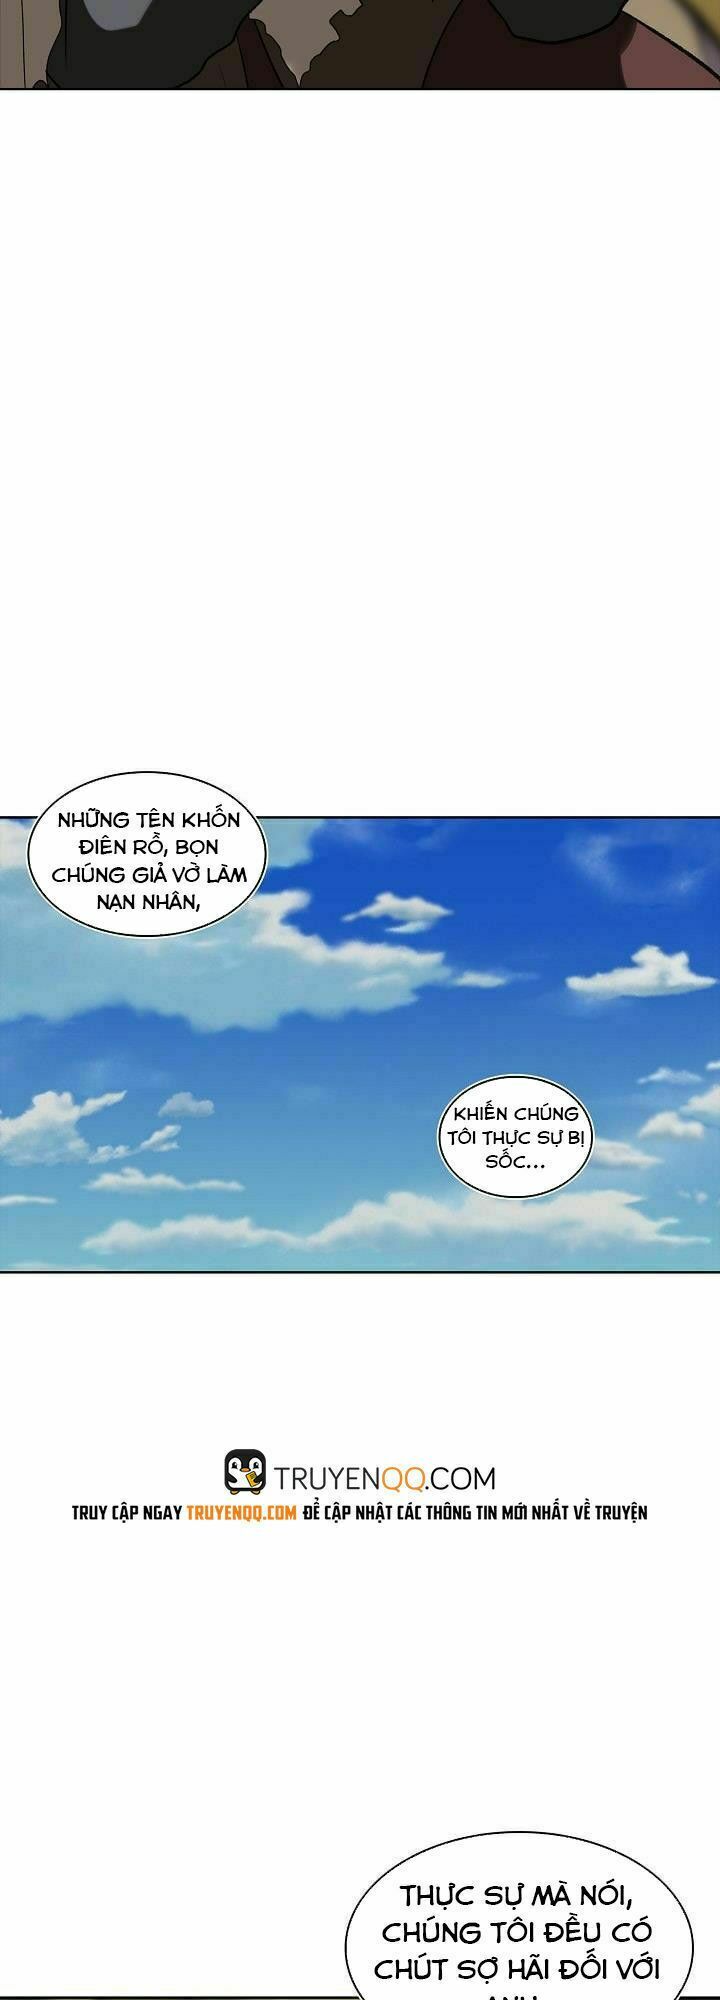 NHỮNG TÊN KHỐN
ĐIÊN RỒ, BỌN
CHÚNG GIẢ VỜ LÀM
NẠN NHÂN,
KHIẾN CHÚNG
TÔI THỰC SỰ BỊ
SỐC...
TRUYENQQ.COM
TRUY CẬP NGAY TRUYENQQ.COM ĐỂ CẬP NHẬT CÁC THÔNG TIN MỚI NHẤT VỀ TRUYỆN
THỰC SỰ MÀ NÓI,
CHÚNG TÔI ĐỀU CÓ
CHÚT SỢ HÃI ĐỐI VỚI